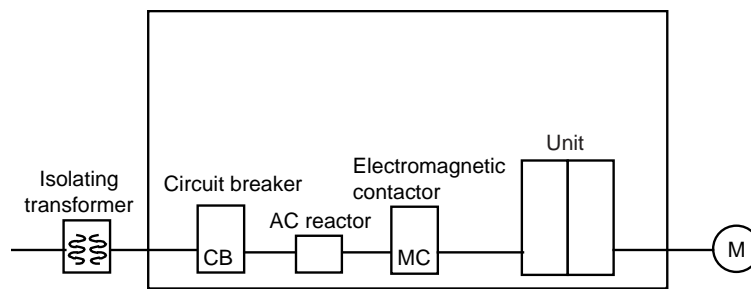 Unit
Electromagnetic
contactor
Isolating
transformer
Circuit breaker
AC reactor
CB
MC
M